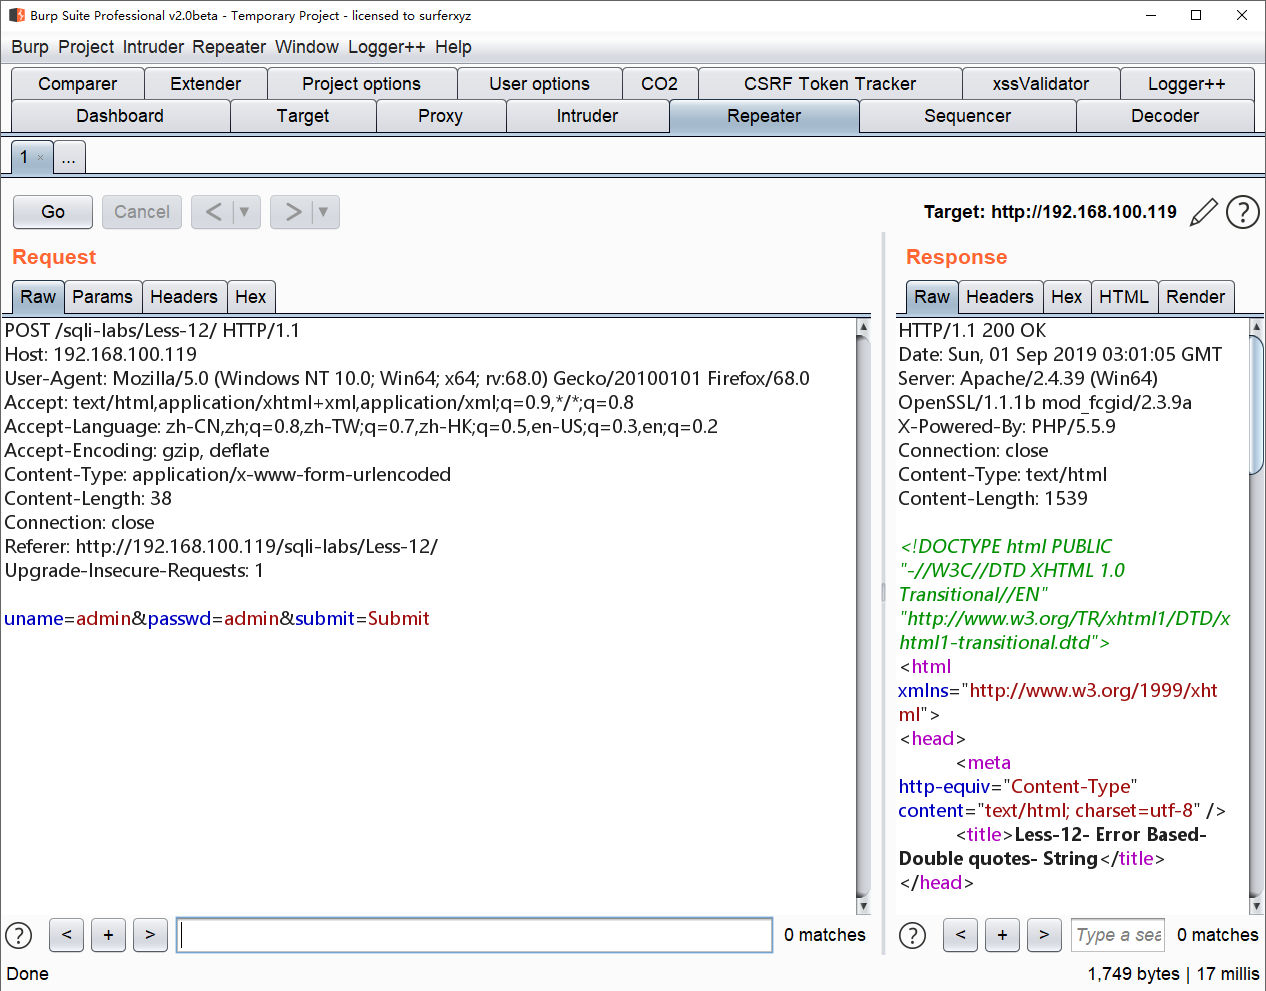 Burp Suite Professional v2.0beta - Temporary Project - licensed to surferxyz
Burp Project Intruder Repeater Window Logger++ Help
Comparer Extender Project options User options CO2 CSRF Token Tracker xssValidator Logger++
Dashboard Target Proxy Intruder Repeater Sequencer Decoder
1 × ...
Go Cancel < ▼ > ▼ Target: http://192.168.100.119 ?
Request
Raw Params Headers Hex
POST /sqli-labs/Less-12/ HTTP/1.1
Host: 192.168.100.119
User-Agent: Mozilla/5.0 (Windows NT 10.0; Win64; x64; rv:68.0) Gecko/20100101 Firefox/68.0
Accept: text/html,application/xhtml+xml,application/xml;q=0.9,*/*;q=0.8
Accept-Language: zh-CN,zh;q=0.8,zh-TW;q=0.7,zh-HK;q=0.5,en-US;q=0.3,en;q=0.2
Accept-Encoding: gzip, deflate
Content-Type: application/x-www-form-urlencoded
Content-Length: 38
Connection: close
Referer: http://192.168.100.119/sqli-labs/Less-12/
Upgrade-Insecure-Requests: 1
uname=admin&passwd=admin&submit=Submit
? < + > 0 matches
Response
Raw Headers Hex HTML Render
HTTP/1.1 200 OK
Date: Sun, 01 Sep 2019 03:01:05 GMT
Server: Apache/2.4.39 (Win64)
OpenSSL/1.1.1b mod_fcgid/2.3.9a
X-Powered-By: PHP/5.5.9
Connection: close
Content-Type: text/html
Content-Length: 1539
<!DOCTYPE html PUBLIC
"-//W3C//DTD XHTML 1.0
Transitional//EN"
"http://www.w3.org/TR/xhtml1/DTD/x
html1-transitional.dtd">
<html
xmlns="http://www.w3.org/1999/xht
ml">
<head>
<meta
http-equiv="Content-Type"
content="text/html; charset=utf-8" />
<title>Less-12- Error Based-
Double quotes- String</title>
</head>
? < + > Type a sea 0 matches
Done 1,749 bytes | 17 millis